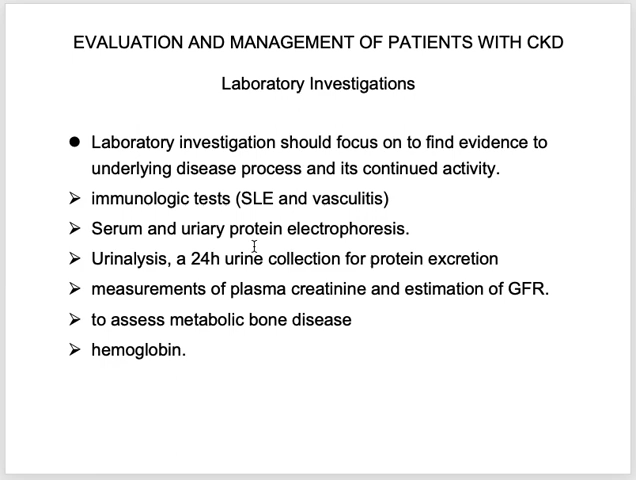 EVALUATION AND MANAGEMENT OF PATIENTS WITH CKD
Laboratory Investigations
● Laboratory investigation should focus on to find evidence to
underlying disease process and its continued activity.
➢ immunologic tests (SLE and vasculitis)
➢ Serum and uriary protein electrophoresis.
➢ Urinalysis, a 24h urine collection for protein excretion
➢ measurements of plasma creatinine and estimation of GFR.
➢ to assess metabolic bone disease
➢ hemoglobin.